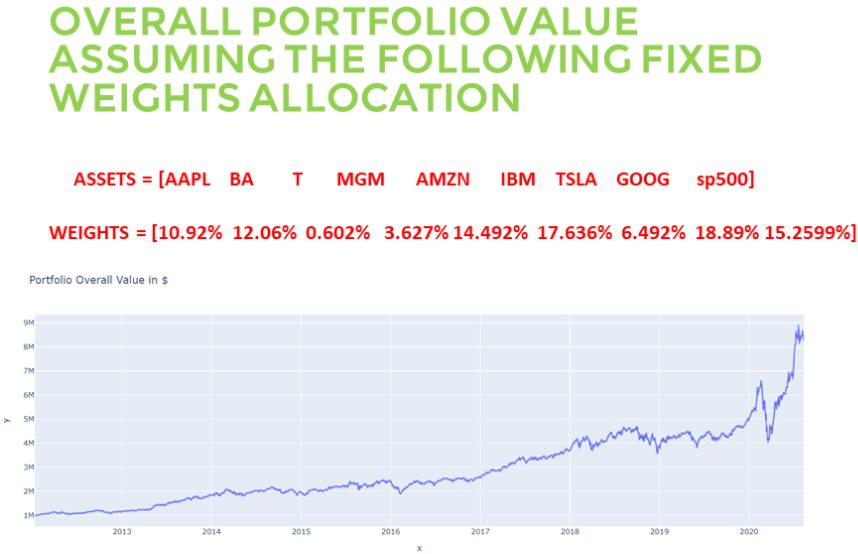 OVERALL PORTFOLIO VALUE
ASSUMING THE FOLLOWING FIXED
WEIGHTS ALLOCATION
ASSETS = [AAPL BA T MGM AMZN IBM TSLA GOOG sp500]
WEIGHTS = [10.92% 12.06% 0.602% 3.627% 14.492% 17.636% 6.492% 18.89% 15.2599%]
Portfolio Overall Value in $
9M
8M
7M
6M
5M
4M
3M
2M
1M
y
2013 2014 2015 2016 2017 2018 2019 2020
x